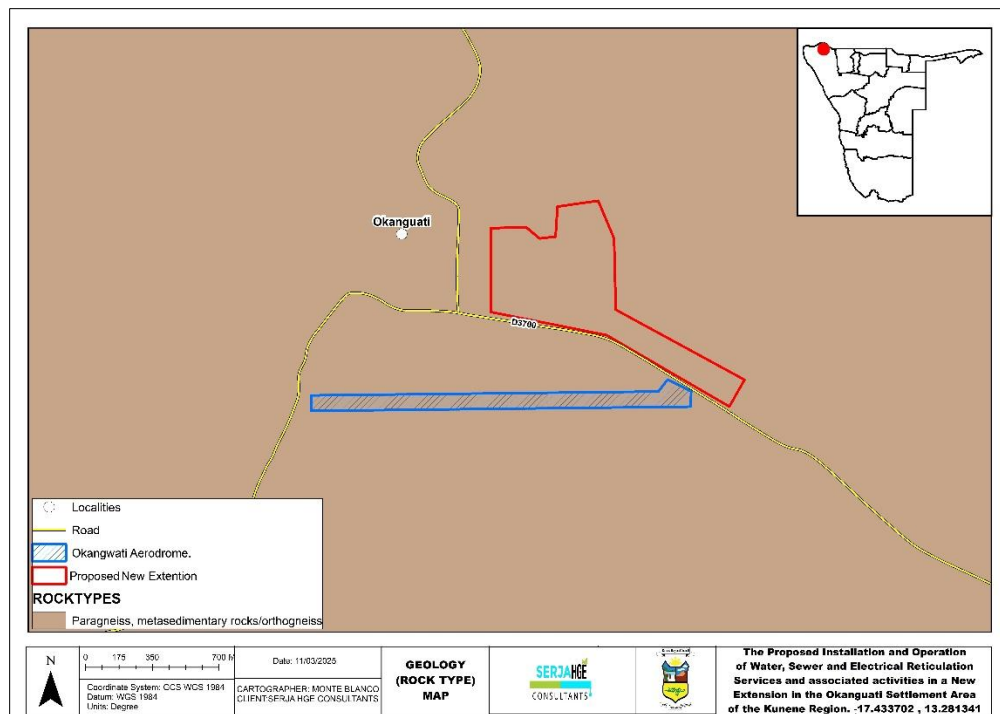 Okanguati
D3700
Localities
Road
Okangwati Aerodrome.
Proposed New Extention
ROCKTYPES
Paragneiss, metasedimentary rocks/orthogneiss
N
0 175 350 700 M
Coordinate System: CCS WGS 1984
Datum: WGS 1984
Units: Degree
Date: 11/03/2025
CARTOGRAPHER: MONTE BLANCO
CLIENT:SERJA HGE CONSULTANTS
GEOLOGY
(ROCK TYPE)
MAP
SERJA HGE
CONSULTANTS
The Proposed Installation and Operation
of Water, Sewer and Electrical Reticulation
Services and associated activities in a New
Extension in the Okanguati Settlement Area
of the Kunene Region. -17.433702 , 13.281341